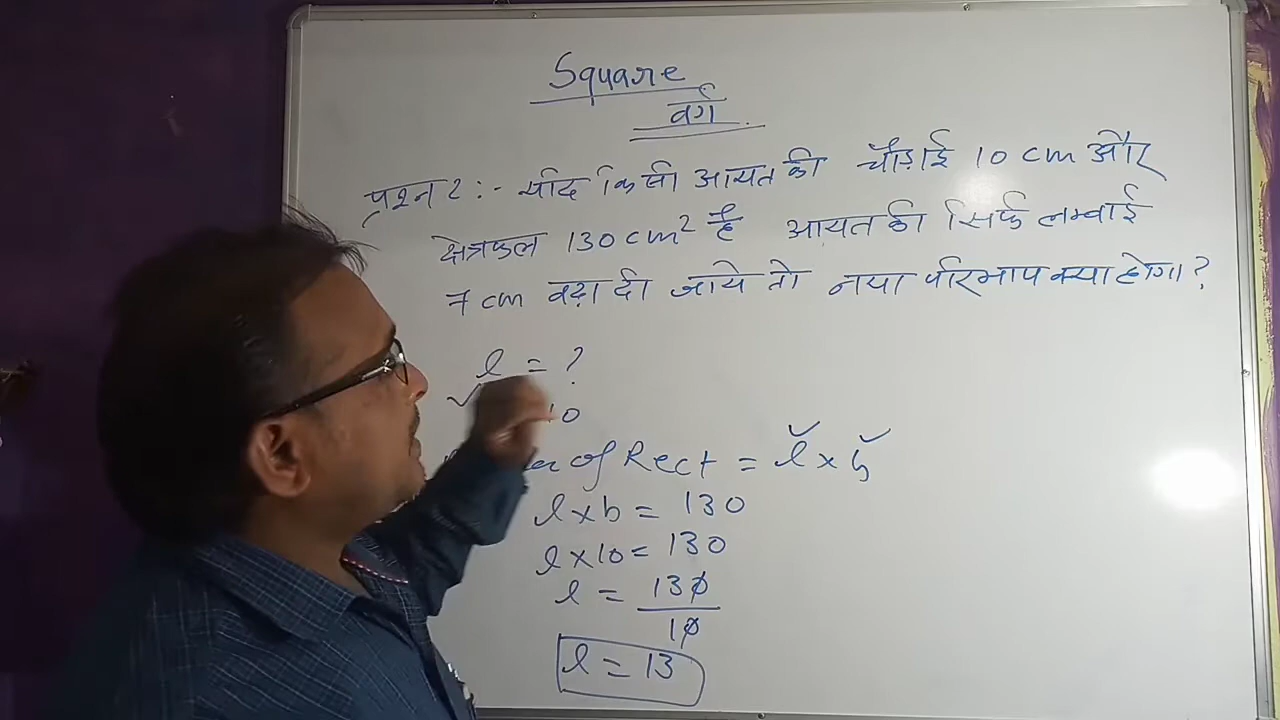 Square
वर्ग
प्रश्न 2 :- यदि किसी आयत की चौड़ाई 10 cm और
क्षेत्रफल 130 cm² है आयत की सिर्फ लम्बाई
7 cm बढ़ा दी जाये तो नया परिमाप क्या होगा ?
l = ?
10
of Rect = l × b
l × b = 130
l × 10 = 130
l = 130
10
l = 13